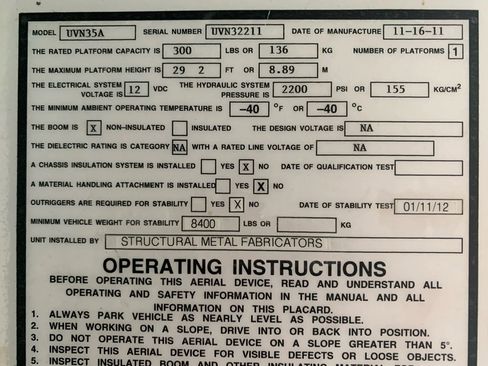 MODEL UVN35A SERIAL NUMBER UVN32211 DATE OF MANUFACTURE 11-16-11
THE RATED PLATFORM CAPACITY IS 300 LBS OR 136 KG NUMBER OF PLATFORMS 1
THE MAXIMUM PLATFORM HEIGHT IS 29 2 FT OR 8.89 M
THE ELECTRICAL SYSTEM VOLTAGE IS 12 VDC THE HYDRAULIC SYSTEM PRESSURE IS 2200 PSI OR 155 KG/CM²
THE MINIMUM AMBIENT OPERATING TEMPERATURE IS -40 °F OR -40 °C
THE BOOM IS X NON-INSULATED INSULATED THE DESIGN VOLTAGE IS NA
THE DIELECTRIC RATING IS CATEGORY NA WITH A RATED LINE VOLTAGE OF NA
A CHASSIS INSULATION SYSTEM IS INSTALLED YES X NO DATE OF QUALIFICATION TEST
A MATERIAL HANDLING ATTACHMENT IS INSTALLED YES X NO
OUTRIGGERS ARE REQUIRED FOR STABILITY YES X NO DATE OF STABILITY TEST 01/11/12
MINIMUM VEHICLE WEIGHT FOR STABILITY 8400 LBS OR KG
UNIT INSTALLED BY STRUCTURAL METAL FABRICATORS
OPERATING INSTRUCTIONS
BEFORE OPERATING THIS AERIAL DEVICE, READ AND UNDERSTAND ALL
OPERATING AND SAFETY INFORMATION IN THE MANUAL AND ALL
INFORMATION ON THIS PLACARD.
1. ALWAYS PARK VEHICLE AS NEARLY LEVEL AS POSSIBLE.
2. WHEN WORKING ON A SLOPE, DRIVE INTO OR BACK INTO POSITION.
3. DO NOT OPERATE THIS AERIAL DEVICE ON A SLOPE GREATER THAN 5°.
4. INSPECT THIS AERIAL DEVICE FOR VISIBLE DEFECTS OR LOOSE OBJECTS.
5. INSPECT INSULATED BOOM AND OTHER INSULATING MATERIAL FOR